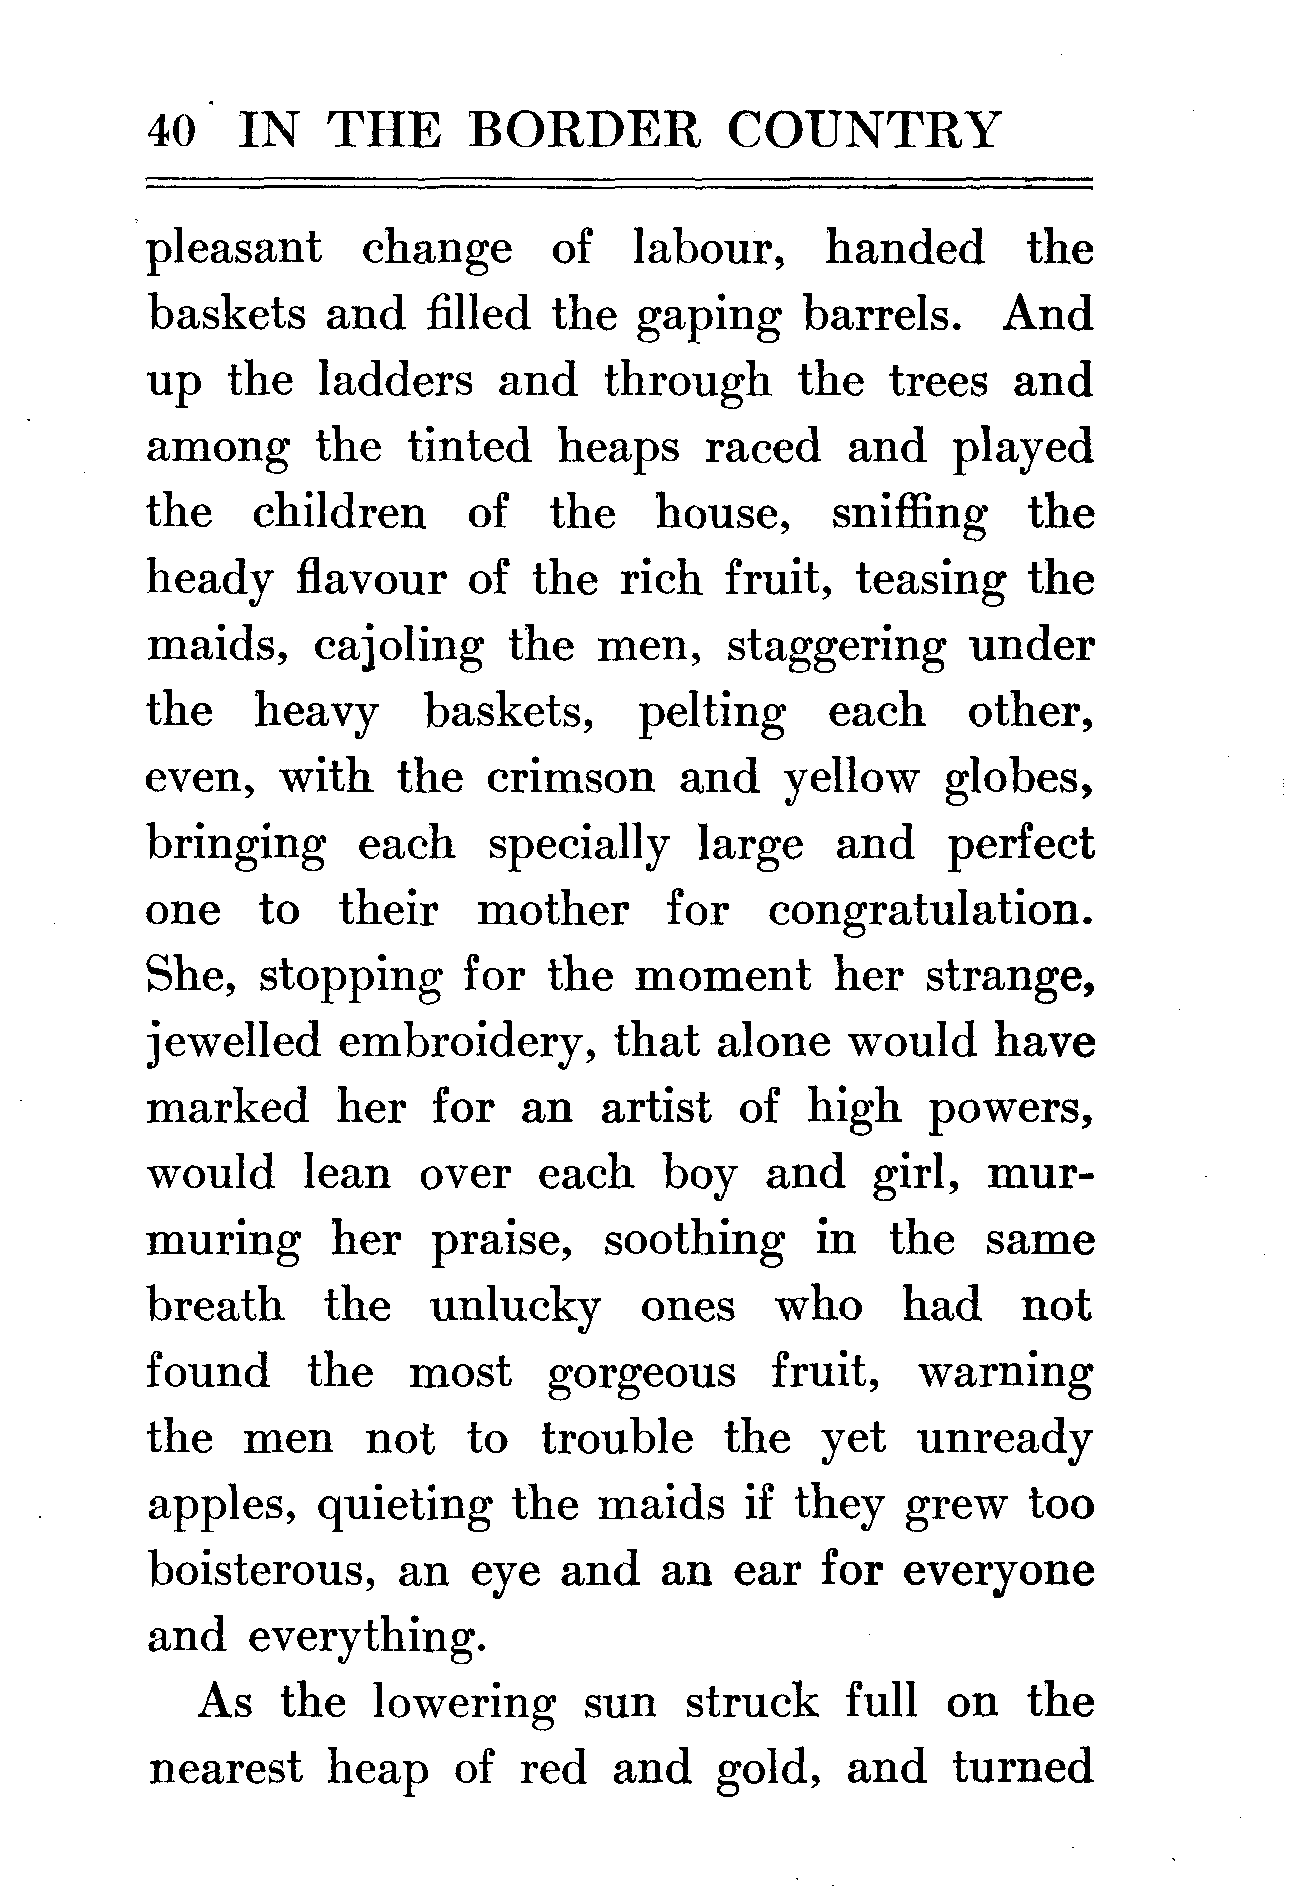 40 IN THE BORDER COUNTRY
pleasant change of labour, handed the
baskets and filled the gaping barrels. And
up the ladders and through the trees and
among the tinted heaps raced and played
the children of the house, sniffing the
heady flavour of the rich fruit, teasing the
maids, cajoling the men, staggering under
the heavy baskets, pelting each other,
even, with the crimson and yellow globes,
bringing each specially large and perfect
one to their mother for congratulation.
She, stopping for the moment her strange,
jewelled embroidery, that alone would have
marked her for an artist of high powers,
would lean over each boy and girl, mur-
muring her praise, soothing in the same
breath the unlucky ones who had not
found the most gorgeous fruit, warning
the men not to trouble the yet unready
apples, quieting the maids if they grew too
boisterous, an eye and an ear for everyone
and everything.
As the lowering sun struck full on the
nearest heap of red and gold, and turned